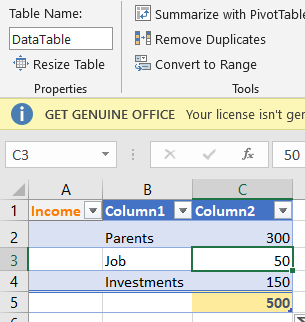 Table Name:
DataTable
Resize Table
Properties
Summarize with PivotTabl
Remove Duplicates
Convert to Range
Tools
GET GENUINE OFFICE Your license isn't ger
C3 fx 50
A B C
1 Income Column1 Column2
2 Parents 300
3 Job 50
4 Investments 150
5 500